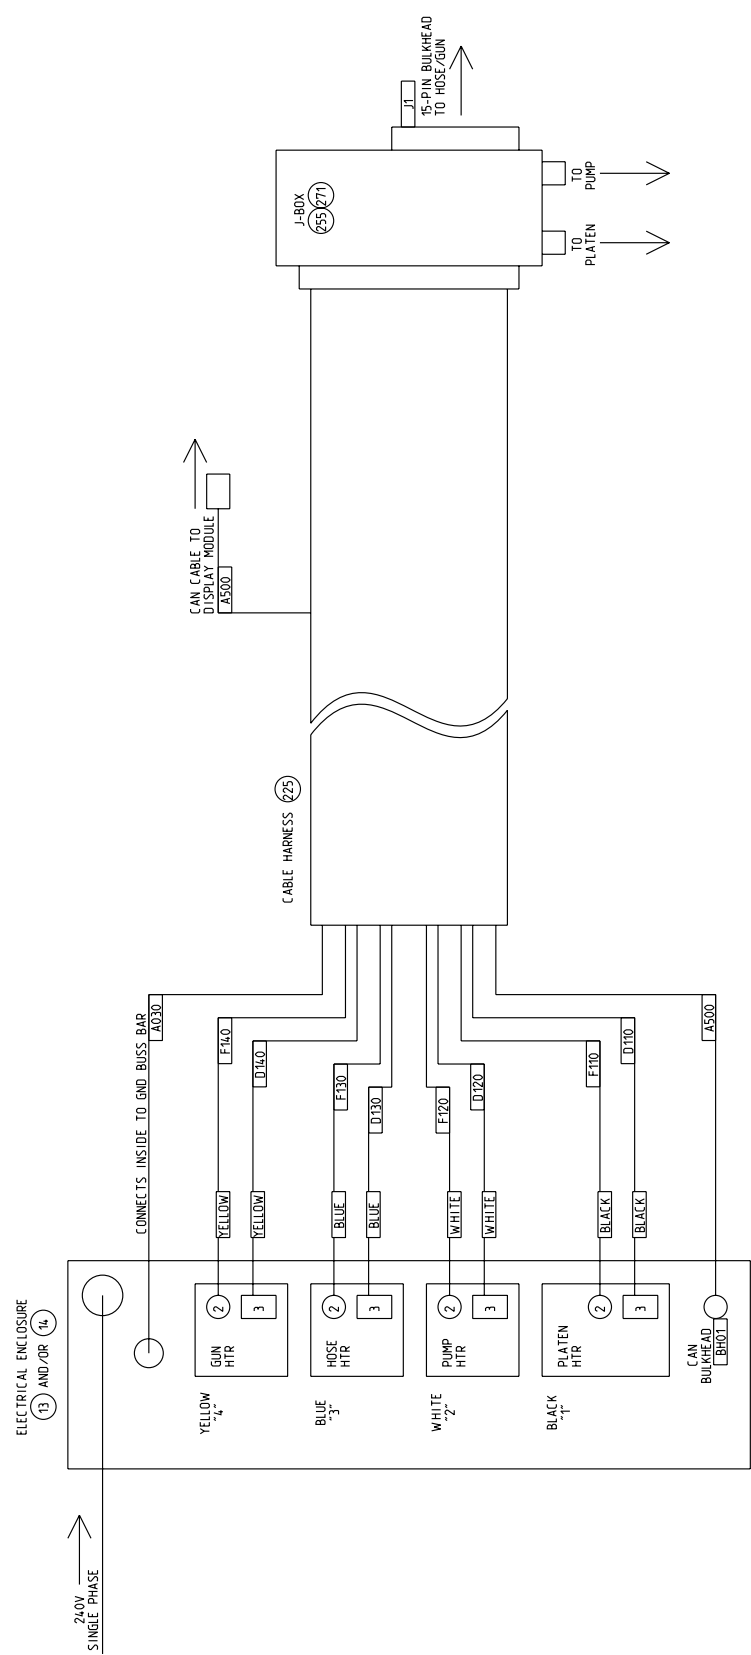 15-PIN BULKHEAD
TO HOSE/GUN
J1
J-BOX
255
271
TO
PUMP
TO
PLATEN
CAN CABLE TO
DISPLAY MODULE
A500
CABLE HARNESS
225
CONNECTS INSIDE TO GND BUSS BAR
A030
F140
D140
F130
D130
F120
D120
F110
D110
A500
YELLOW
YELLOW
BLUE
BLUE
WHITE
WHITE
BLACK
BLACK
ELECTRICAL ENCLOSURE
13 AND/OR 14
2
3
GUN
HTR
2
3
HOSE
HTR
2
3
PUMP
HTR
2
3
PLATEN
HTR
CAN
BULKHEAD
BH01
YELLOW
"4"
BLUE
"3"
WHITE
"2"
BLACK
"1"
240V
SINGLE PHASE